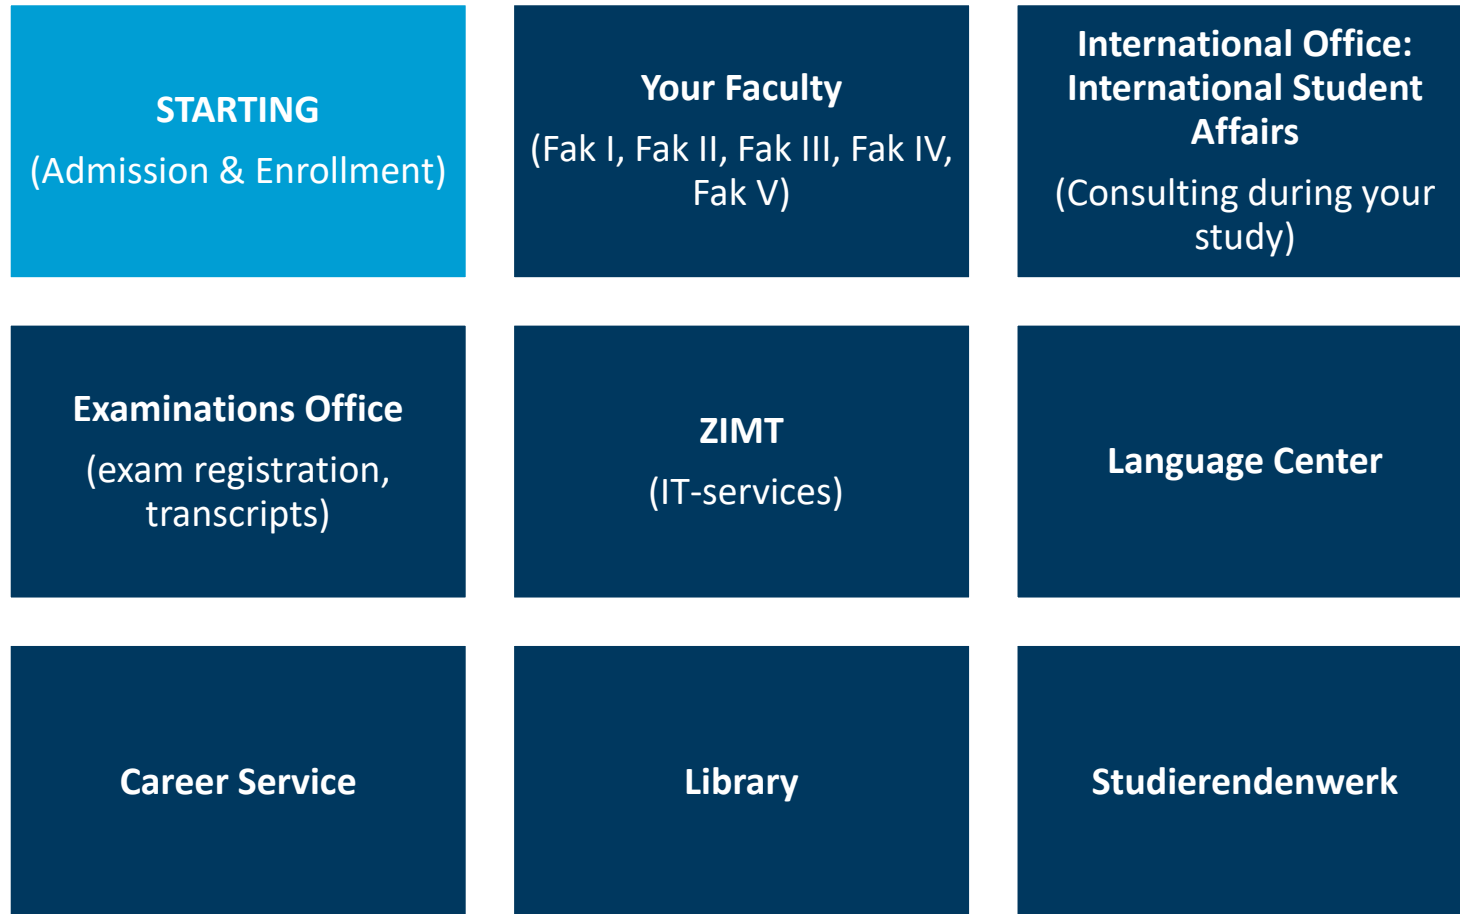 STARTING
(Admission & Enrollment)
Your Faculty
(Fak I, Fak II, Fak III, Fak IV,
Fak V)
International Office:
International Student
Affairs
(Consulting during your
study)
Examinations Office
(exam registration,
transcripts)
ZIMT
(IT-services)
Language Center
Career Service
Library
Studierendenwerk